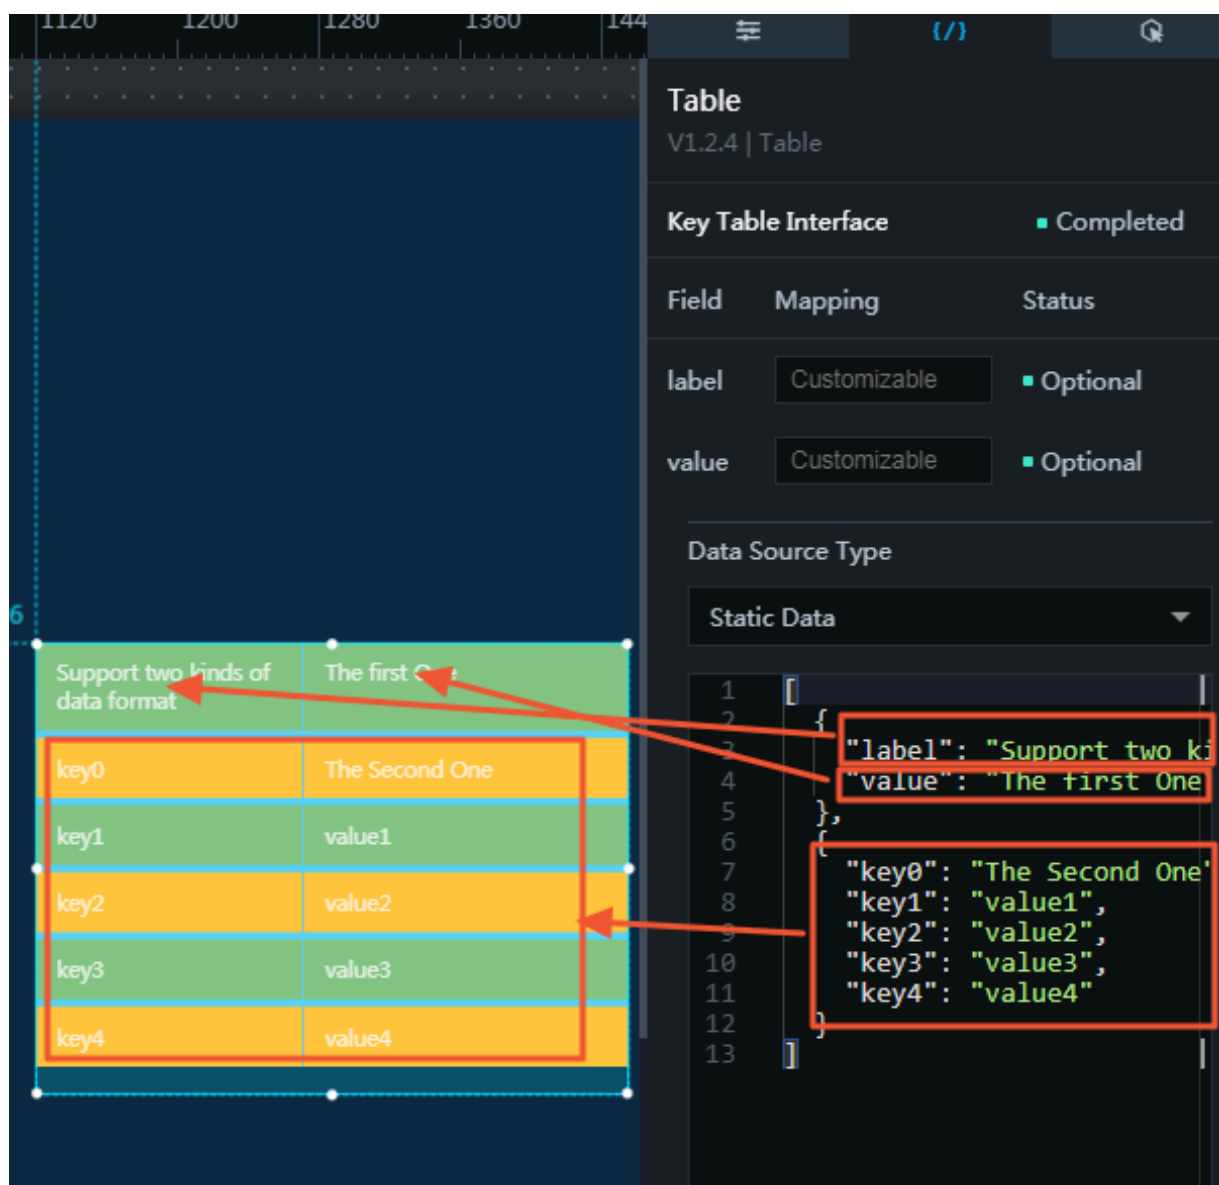 1120 1200 1280 1360 144
{/}
Table
V1.2.4 | Table
Key Table Interface
Completed
Field Mapping Status
label Customizable Optional
value Customizable Optional
Data Source Type
Static Data
6
Support two kinds of
data format
The first One
key0 The Second One
key1 value1
key2 value2
key3 value3
key4 value4
1 [
2 {
3 "label": "Support two ki
4 "value": "The first One
5 },
6 {
7 "key0": "The Second One"
8 "key1": "value1",
9 "key2": "value2",
10 "key3": "value3",
11 "key4": "value4"
12 }
13 ]